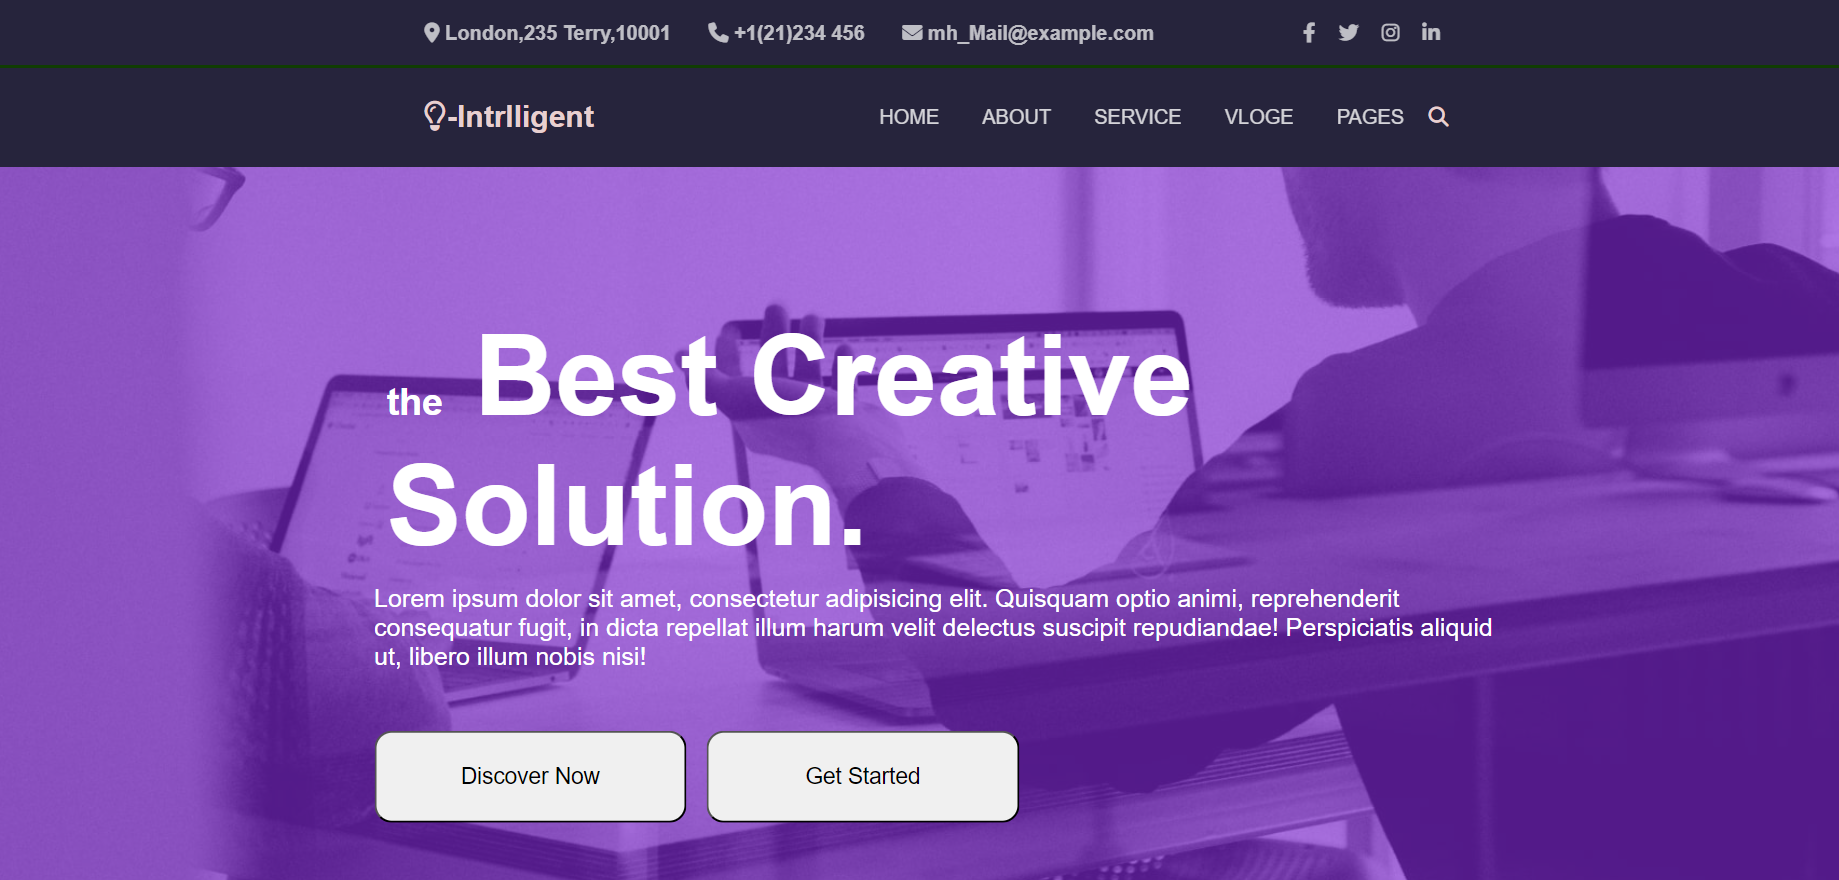 London,235 Terry,10001 +1(21)234 456 mh_Mail@example.com
-Intrlligent HOME ABOUT SERVICE VLOGE PAGES
the Best Creative
Solution.
Lorem ipsum dolor sit amet, consectetur adipisicing elit. Quisquam optio animi, reprehenderit
consequatur fugit, in dicta repellat illum harum velit delectus suscipit repudiandae! Perspiciatis aliquid
ut, libero illum nobis nisi!
Discover Now Get Started